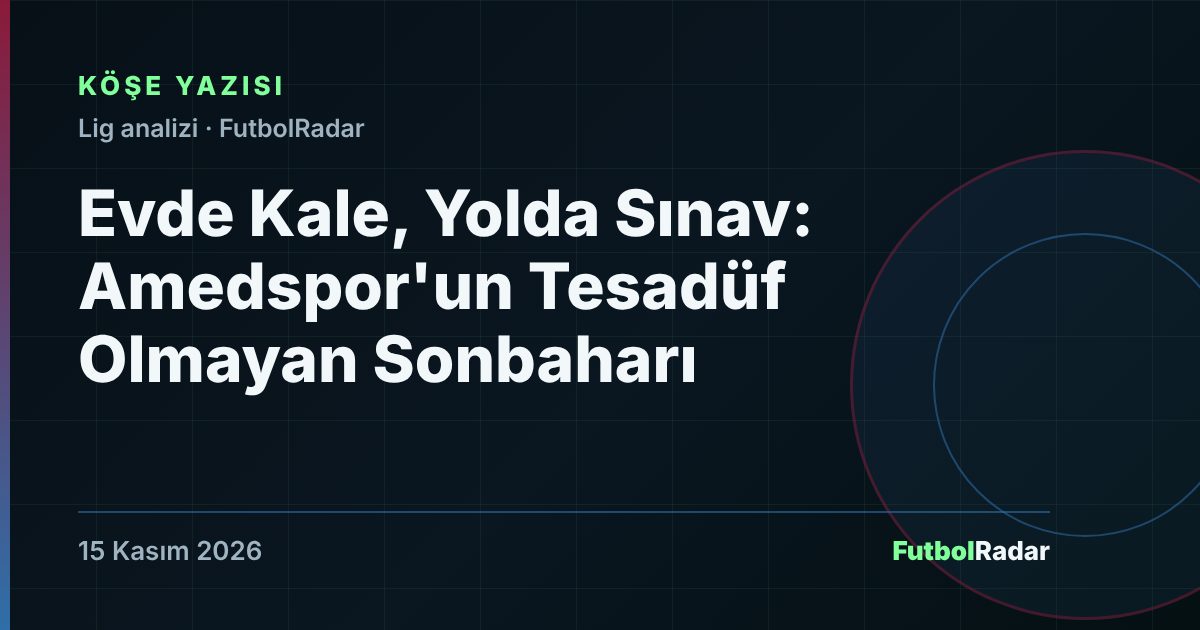 KÖŞE YAZISI
Lig analizi · FutbolRadar
Evde Kale, Yolda Sınav:
Amedspor'un Tesadüf
Olmayan Sonbaharı
15 Kasım 2026
FutbolRadar